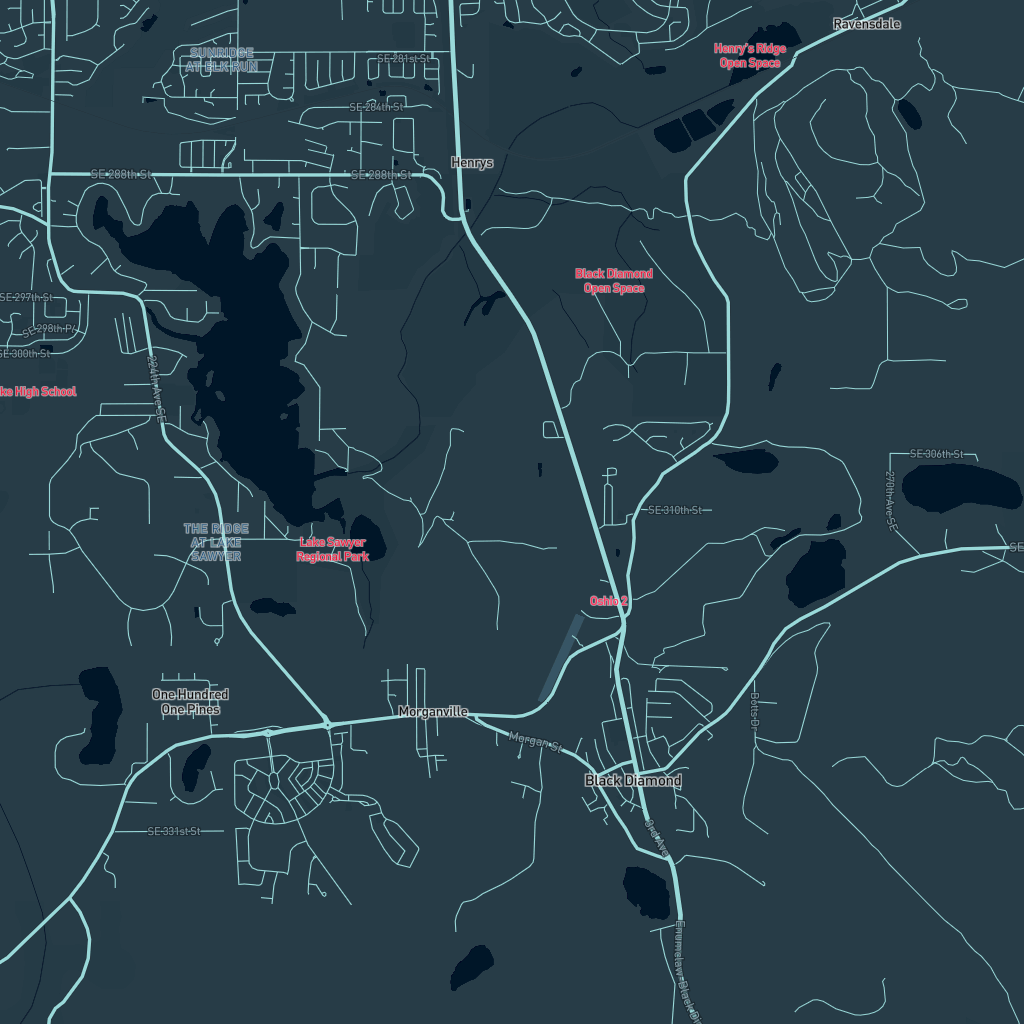 Ravensdale
Henry's Ridge
Open Space
SUNRIDGE
AT ELK RUN
SE 281st St
SE 284th St
Henrys
SE 288th St
SE 288th St
Black Diamond
Open Space
SE 297th St
SE 298th Pl
SE 300th St
ke High School
224th Ave SE
SE 306th St
270th Ave SE
SE 310th St
THE RIDGE
AT LAKE
SAWYER
Lake Sawyer
Regional Park
SE
Oshio 2
One Hundred
One Pines
Morganville
Botts Dr
Morgan St
Black Diamond
SE 331st St
3rd Ave
Enumclaw-Black Di